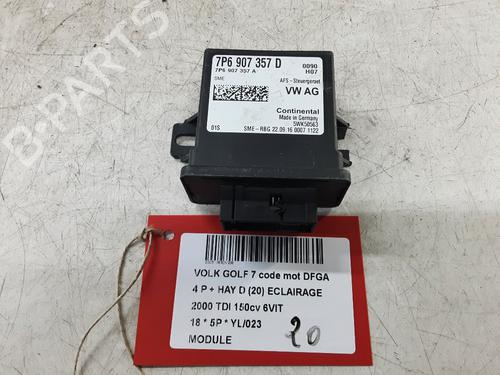 7P6 907 357 D
0090
7P6 907 357 A
H07
SME
AFS-Steuergeraet
VW AG
Continental
Made in Germany
5WK50563
01S
SME-RBG 22.09.16 0007 1122
VOLK GOLF 7 code mot DFGA
4 P + HAY D (20) ECLAIRAGE
2000 TDI 150cv 6VIT
18 * 5P * YL/023
MODULE
20
PARTS